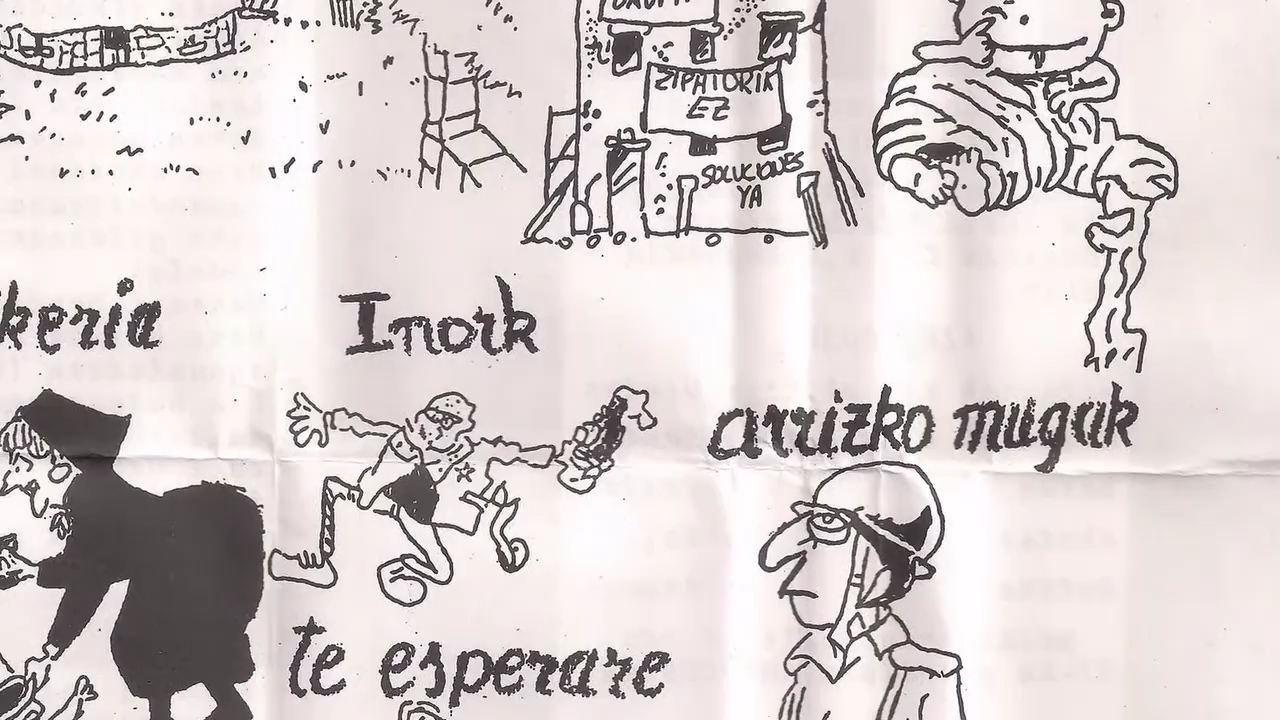 ZIPAIORIK
EZ
SOLUCIONES
YA
keria
Inork
arrizko mugak
te esperare